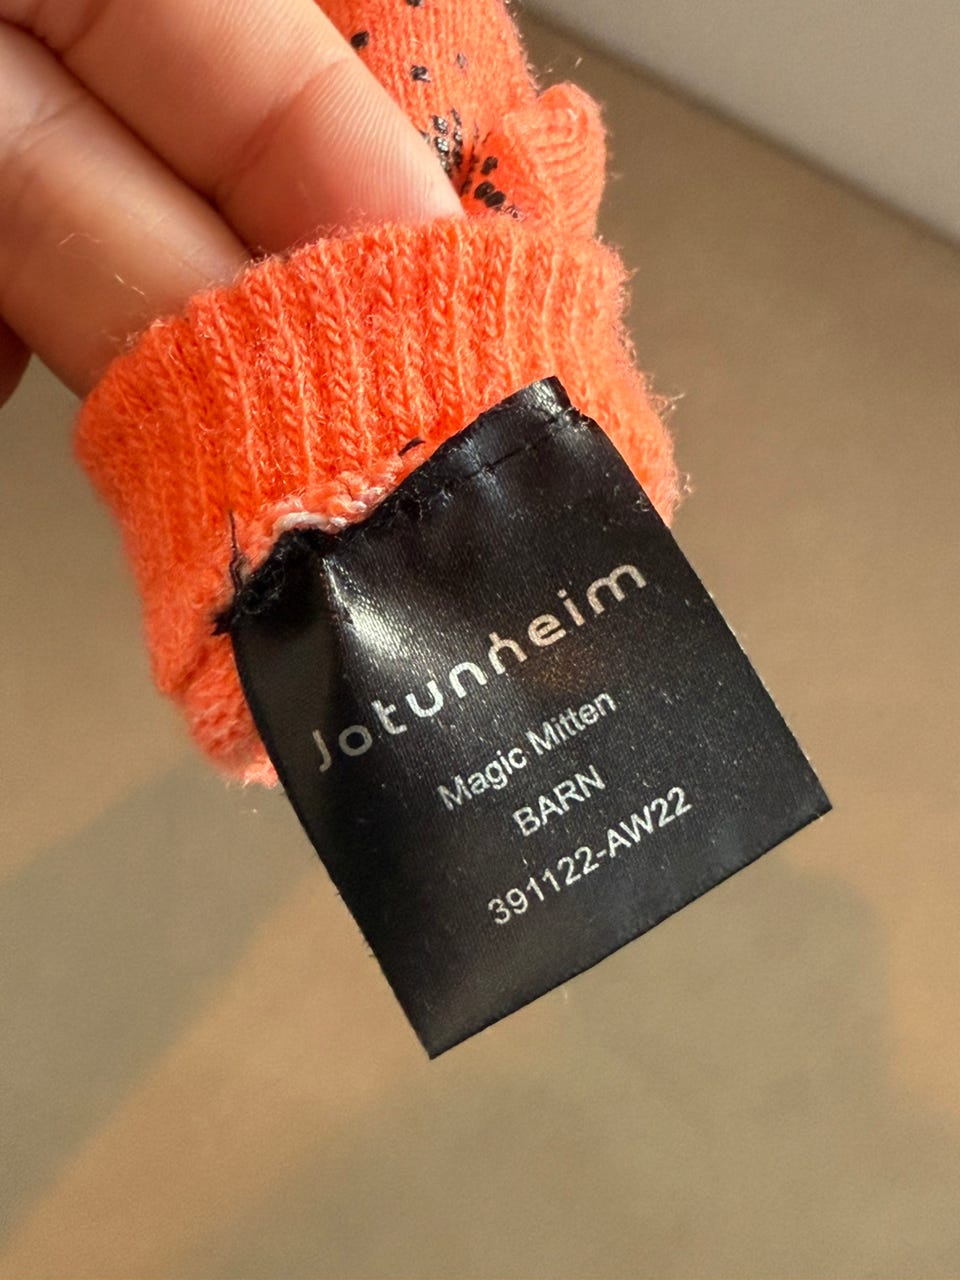 Jotunheim
Magic Mitten
BARN
391122-AW22